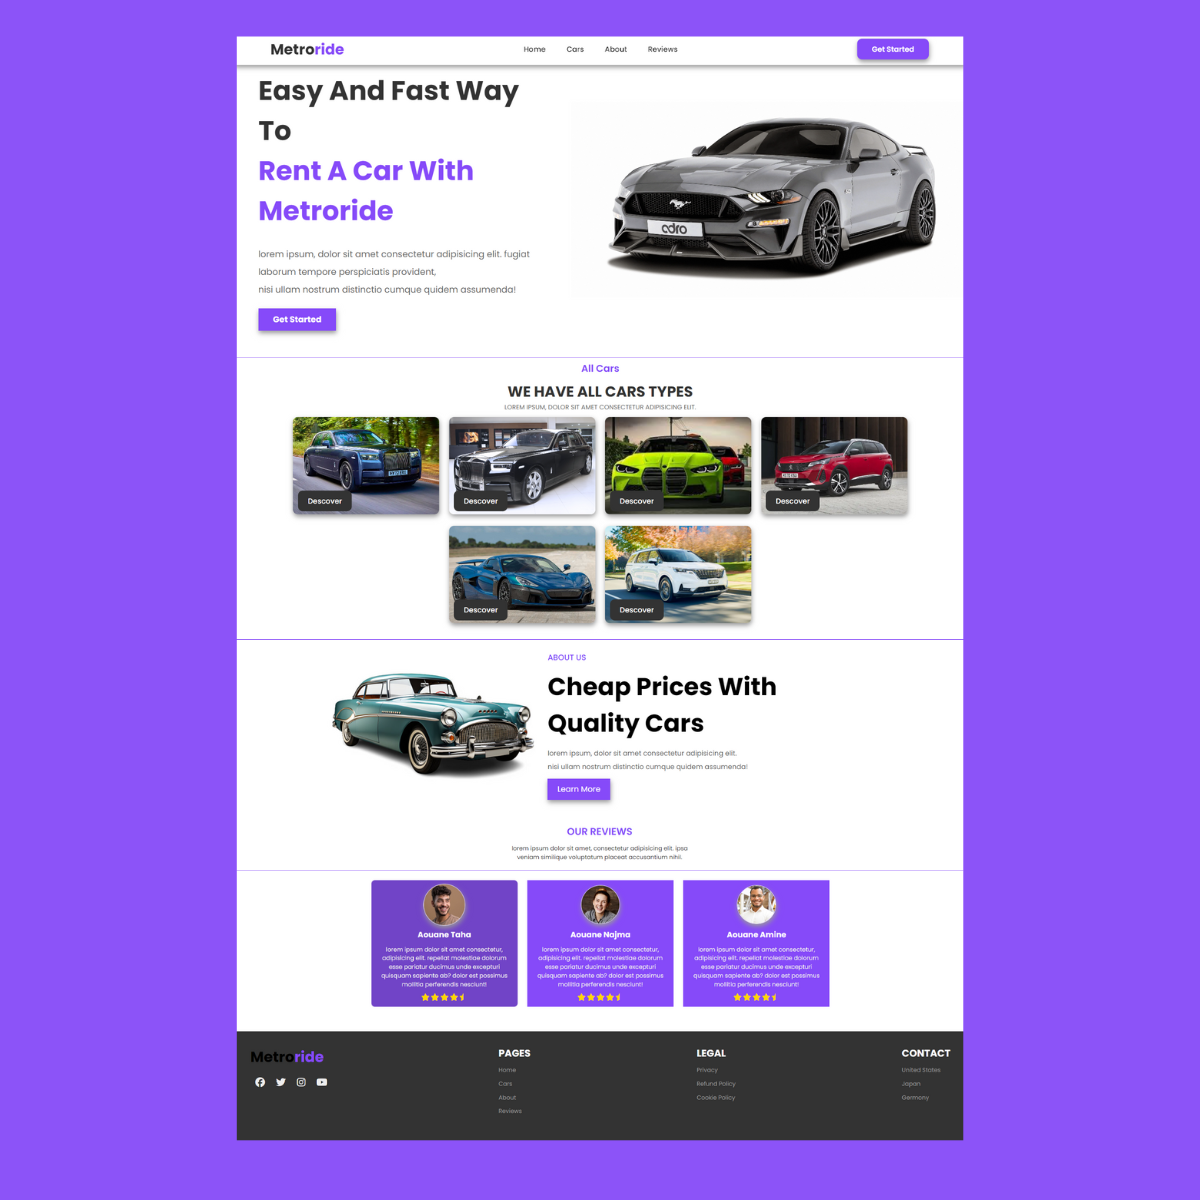 Metroride
Home Cars About Reviews
Get Started
Easy And Fast Way
To
Rent A Car With
Metroride
lorem ipsum, dolor sit amet consectetur adipisicing elit. fugiat
laborum tempore perspiciatis provident,
nisi ullam nostrum distinctio cumque quidem assumenda!
Get Started
adro
All Cars
WE HAVE ALL CARS TYPES
LOREM IPSUM, DOLOR SIT AMET CONSECTETUR ADIPISICING ELIT.
Descover
Descover
Descover
Descover
Descover
Descover
ABOUT US
Cheap Prices With
Quality Cars
lorem ipsum, dolor sit amet consectetur adipisicing elit.
nisi ullam nostrum distinctio cumque quidem assumenda!
Learn More
OUR REVIEWS
lorem ipsum dolor sit amet, consectetur adipisicing elit. ipsa
veniam similique voluptatum placeat accusantium nihil.
Aouane Taha
lorem ipsum dolor sit amet consectetur,
adipisicing elit. repellat molestiae dolorum
esse pariatur ducimus unde excepturi
quisquam sapiente ab? dolor est possimus
mollitia perferendis nesciunt!
Aouane Najma
lorem ipsum dolor sit amet consectetur,
adipisicing elit. repellat molestiae dolorum
esse pariatur ducimus unde excepturi
quisquam sapiente ab? dolor est possimus
mollitia perferendis nesciunt!
Aouane Amine
lorem ipsum dolor sit amet consectetur,
adipisicing elit. repellat molestiae dolorum
esse pariatur ducimus unde excepturi
quisquam sapiente ab? dolor est possimus
mollitia perferendis nesciunt!
Metroride
PAGES
Home
Cars
About
Reviews
LEGAL
Privacy
Refund Policy
Cookie Policy
CONTACT
United States
Japan
Germony